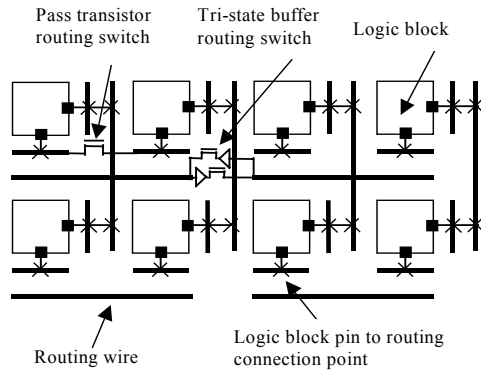 Pass transistor
routing switch
Tri-state buffer
routing switch
Logic block
Routing wire
Logic block pin to routing
connection point